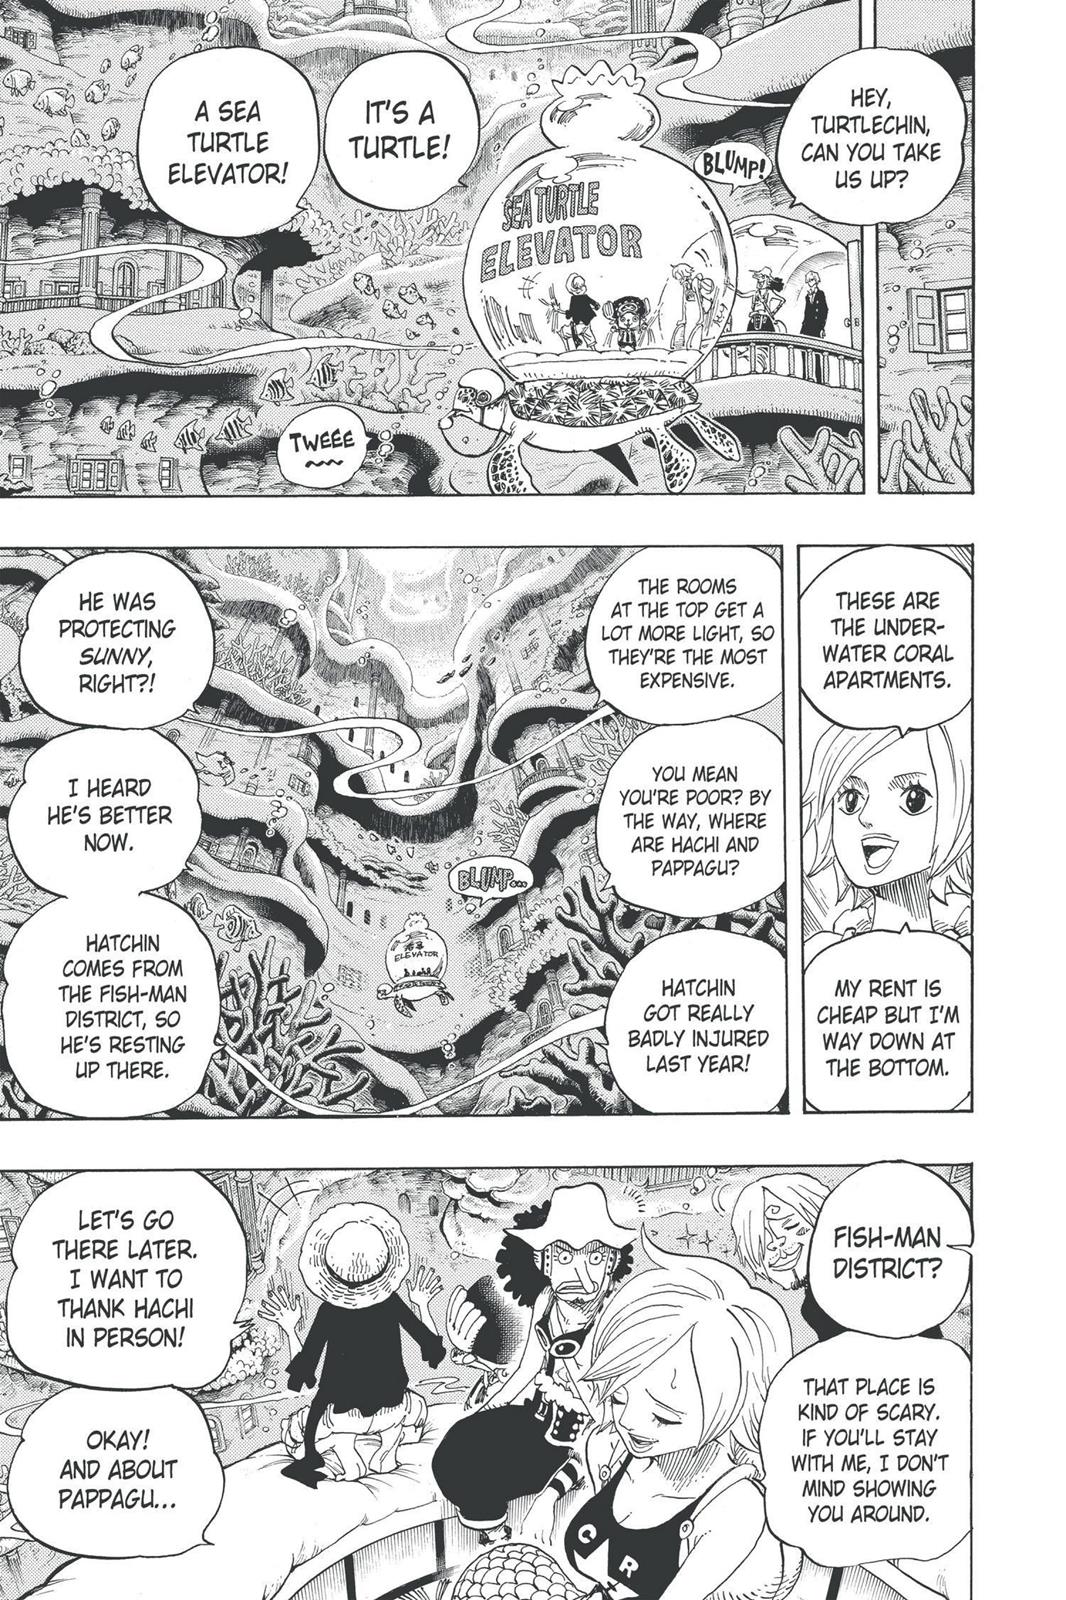 HEY,
TURTLECHIN,
CAN YOU TAKE
US UP?
BLUMP!
IT'S A
TURTLE!
A SEA
TURTLE
ELEVATOR!
SEA TURTLE
ELEVATOR
TWEEE
THESE ARE
THE UNDER-
WATER CORAL
APARTMENTS.
MY RENT IS
CHEAP BUT I'M
WAY DOWN AT
THE BOTTOM.
THE ROOMS
AT THE TOP GET A
LOT MORE LIGHT, SO
THEY'RE THE MOST
EXPENSIVE.
YOU MEAN
YOU'RE POOR? BY
THE WAY, WHERE
ARE HACHI AND
PAPPAGU?
HATCHIN
GOT REALLY
BADLY INJURED
LAST YEAR!
BLUMP...
ELEVATOR
HE WAS
PROTECTING
SUNNY,
RIGHT?!
I HEARD
HE'S BETTER
NOW.
HATCHIN
COMES FROM
THE FISH-MAN
DISTRICT, SO
HE'S RESTING
UP THERE.
FISH-MAN
DISTRICT?
THAT PLACE IS
KIND OF SCARY.
IF YOU'LL STAY
WITH ME, I DON'T
MIND SHOWING
YOU AROUND.
CR
LET'S GO
THERE LATER.
I WANT TO
THANK HACHI
IN PERSON!
OKAY!
AND ABOUT
PAPPAGU...